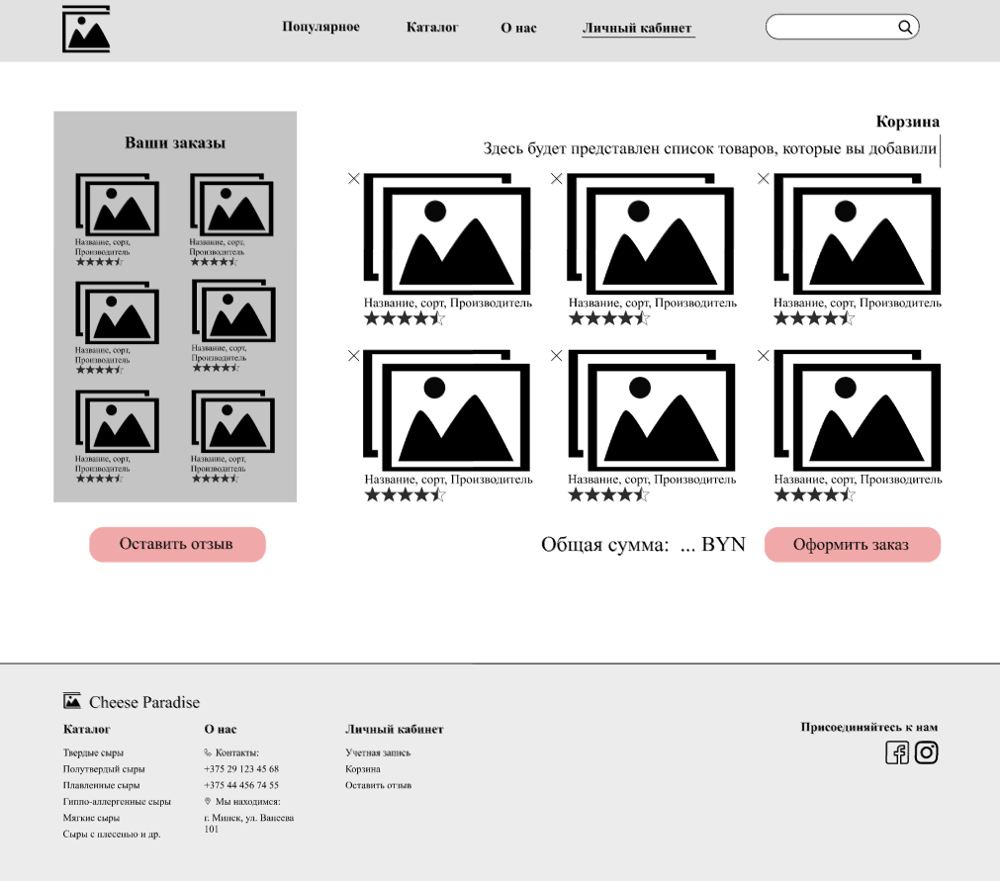 Популярное
Каталог
О нас
Личный кабинет
Ваши заказы
Название, сорт,
Производитель
Название, сорт,
Производитель
Название, сорт,
Производитель
Название, сорт,
Производитель
Название, сорт,
Производитель
Название, сорт,
Производитель
Оставить отзыв
Корзина
Здесь будет представлен список товаров, которые вы добавили
Название, сорт, Производитель
Название, сорт, Производитель
Название, сорт, Производитель
Название, сорт, Производитель
Название, сорт, Производитель
Название, сорт, Производитель
Общая сумма: ... BYN
Оформить заказ
Cheese Paradise
Каталог
Твердые сыры
Полутвердый сыры
Плавленные сыры
Гиппо-аллергенные сыры
Мягкие сыры
Сыры с плесенью и др.
О нас
Контакты:
+375 29 123 45 68
+375 44 456 74 55
Мы находимся:
г. Минск, ул. Ванеева
101
Личный кабинет
Учетная запись
Корзина
Оставить отзыв
Присоединяйтесь к нам